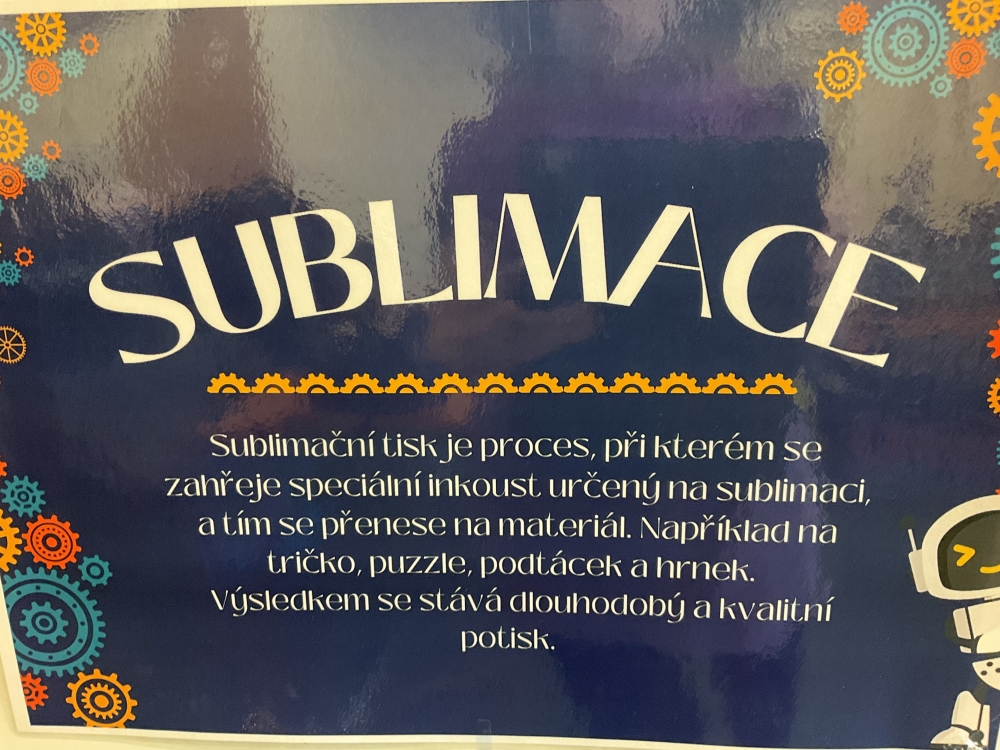 SUBLIMACE
Sublimační tisk je proces, při kterém se
zahřeje speciální inkoust určený na sublimaci,
a tím se přenese na materiál. Například na
tričko, puzzle, podtácek a hrnek.
Výsledkem se stává dlouhodobý a kvalitní
potisk.